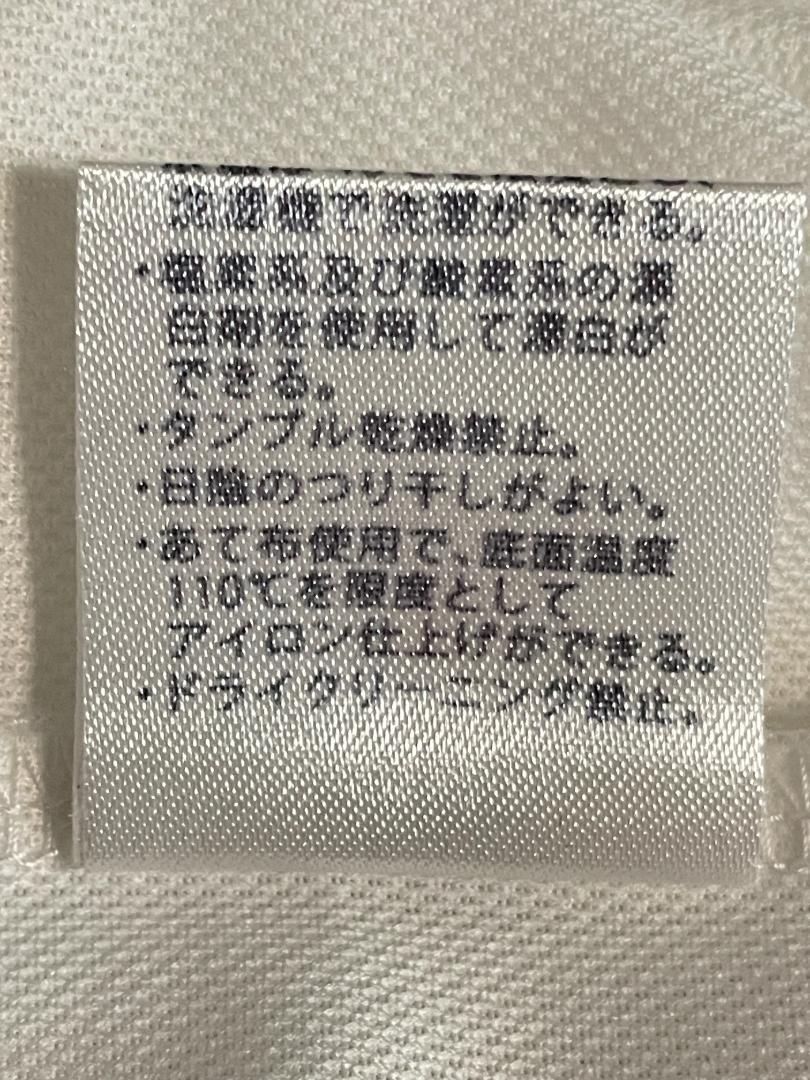 洗濯機で洗濯ができる。
・塩素系及び酸素系の漂
白剤を使用して漂白が
できる。
・タンブル乾燥禁止。
・日陰のつり干しがよい。
・あて布使用で、底面温度
110℃を限度として
アイロン仕上げができる。
・ドライクリーニング禁止。